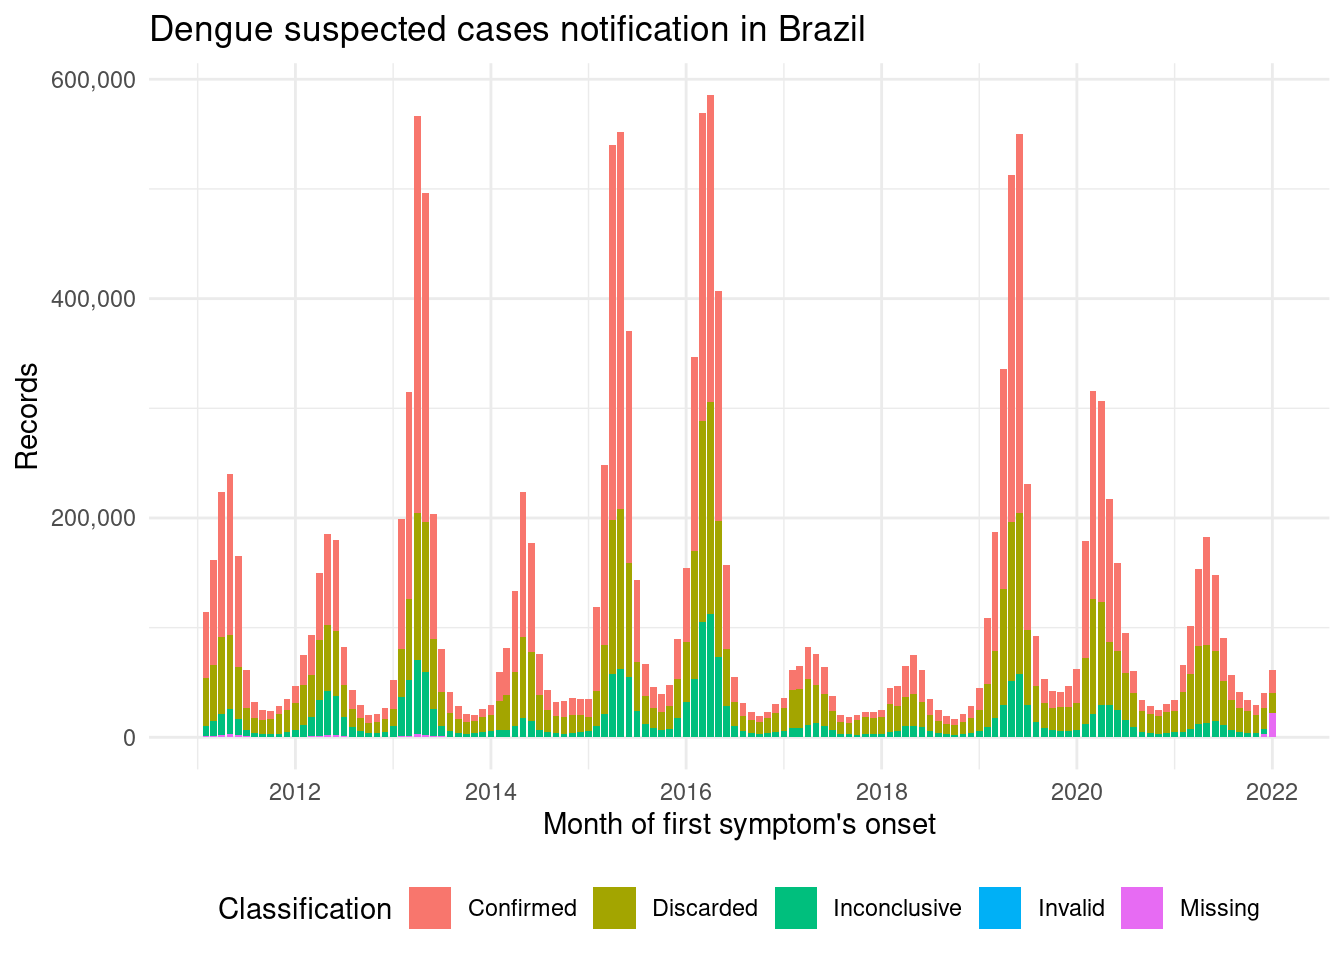 Dengue suspected cases notification in Brazil
600,000
400,000
200,000
0
Records
2012 2014 2016 2018 2020 2022
Month of first symptom's onset
Classification Confirmed Discarded Inconclusive Invalid Missing